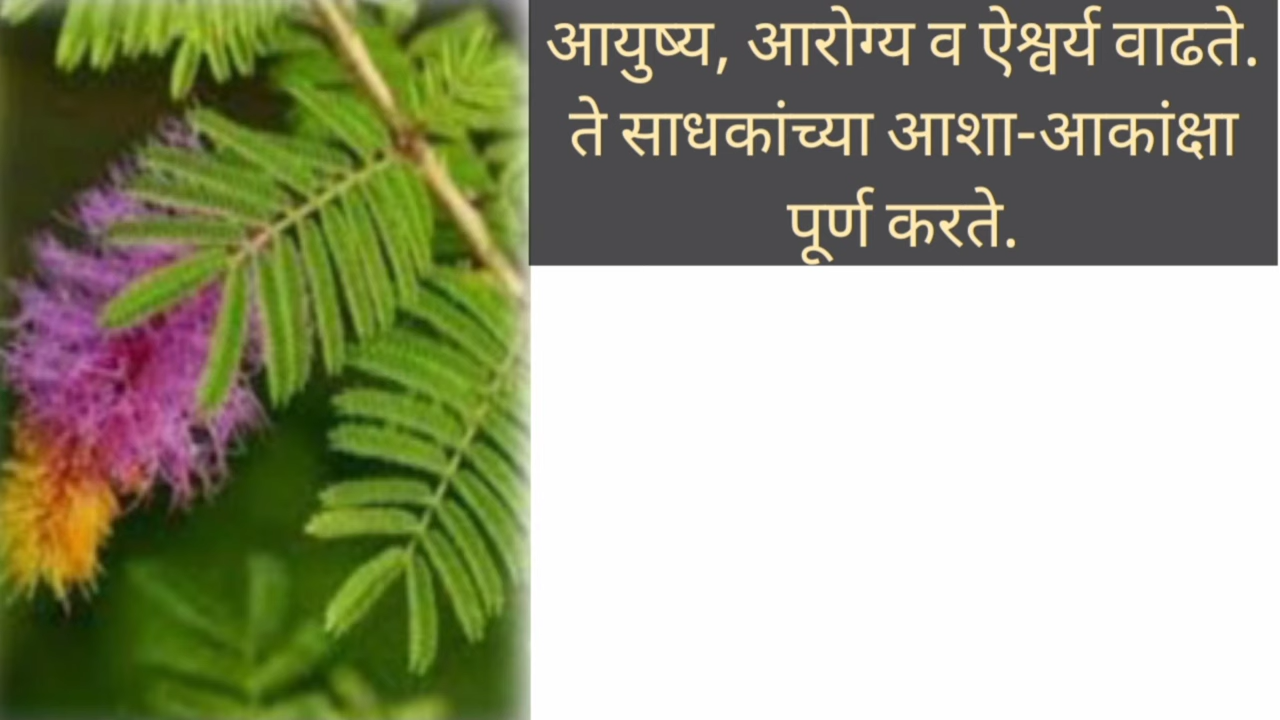 आयुष्य, आरोग्य व ऐश्वर्य वाढते.
ते साधकांच्या आशा-आकांक्षा
पूर्ण करते.